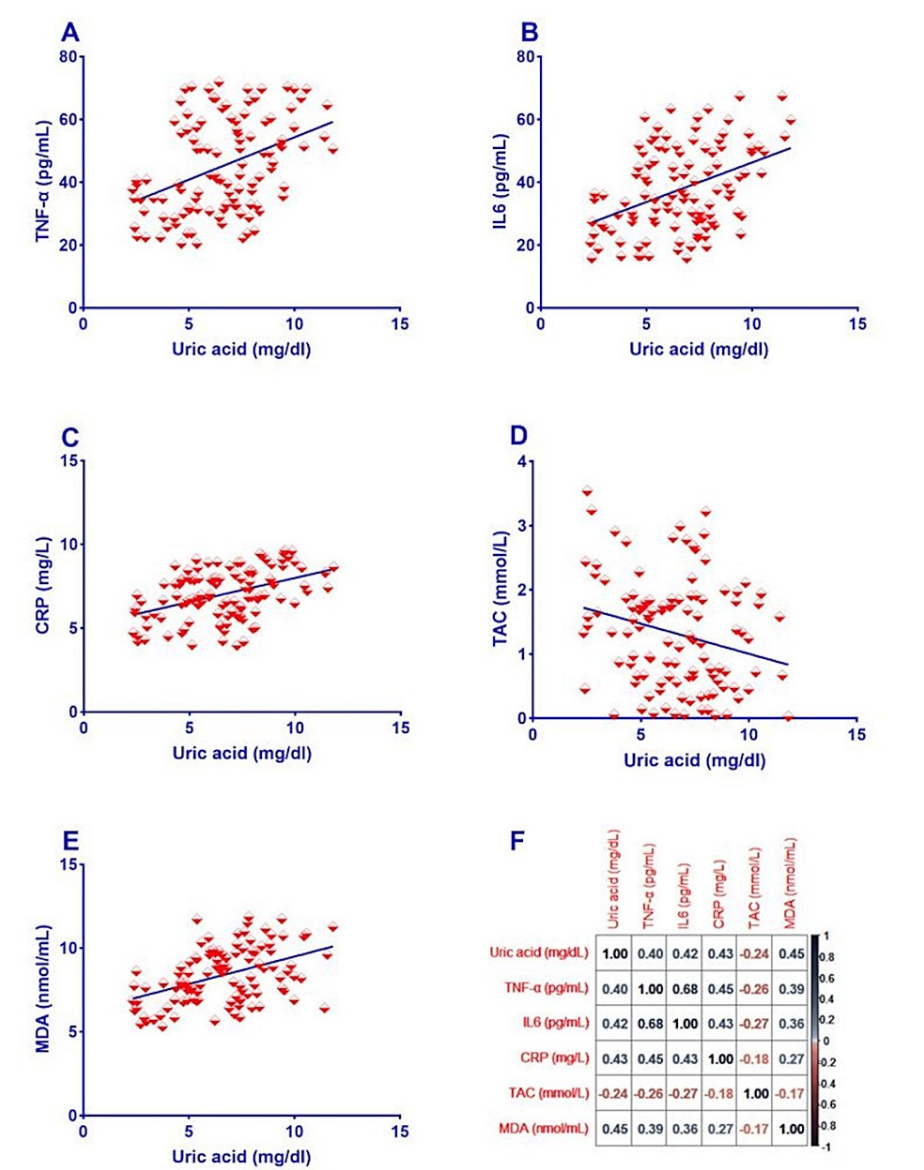 A
80
60
40
20
0
TNF-α (pg/mL)
0 5 10 15
Uric acid (mg/dl)
B
80
60
40
20
0
IL6 (pg/mL)
0 5 10 15
Uric acid (mg/dl)
C
15
10
5
0
CRP (mg/L)
0 5 10 15
Uric acid (mg/dl)
D
4
3
2
1
0
TAC (mmol/L)
0 5 10 15
Uric acid (mg/dl)
E
15
10
5
0
MDA (nmol/mL)
0 5 10 15
Uric acid (mg/dl)
F
Uric acid (mg/dL)
TNF-α (pg/mL)
IL6 (pg/mL)
CRP (mg/L)
TAC (mmol/L)
MDA (nmol/mL)
Uric acid (mg/dL) 1.00 0.40 0.42 0.43 -0.24 0.45
TNF-α (pg/mL) 0.40 1.00 0.68 0.45 -0.26 0.39
IL6 (pg/mL) 0.42 0.68 1.00 0.43 -0.27 0.36
CRP (mg/L) 0.43 0.45 0.43 1.00 -0.18 0.27
TAC (mmol/L) -0.24 -0.26 -0.27 -0.18 1.00 -0.17
MDA (nmol/mL) 0.45 0.39 0.36 0.27 -0.17 1.00
1
0.8
0.6
0.4
0.2
0
-0.2
-0.4
-0.6
-0.8
-1